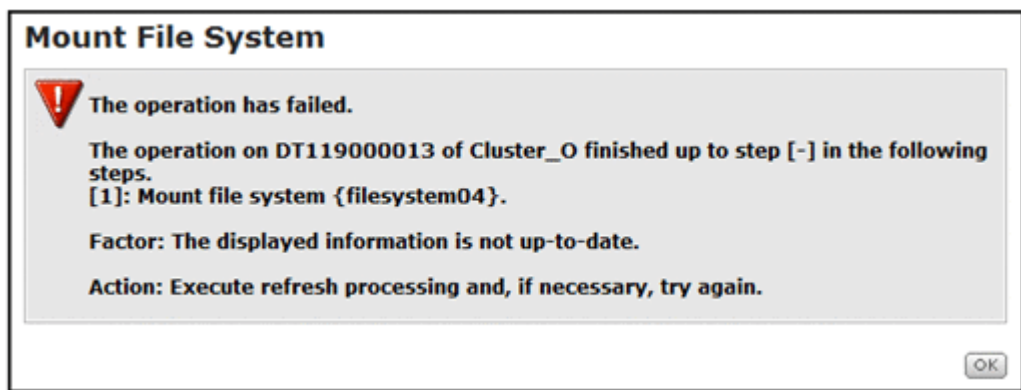 Mount File System
The operation has failed.
The operation on DT119000013 of Cluster_O finished up to step [-] in the following
steps.
[1]: Mount file system {filesystem04}.
Factor: The displayed information is not up-to-date.
Action: Execute refresh processing and, if necessary, try again.
OK